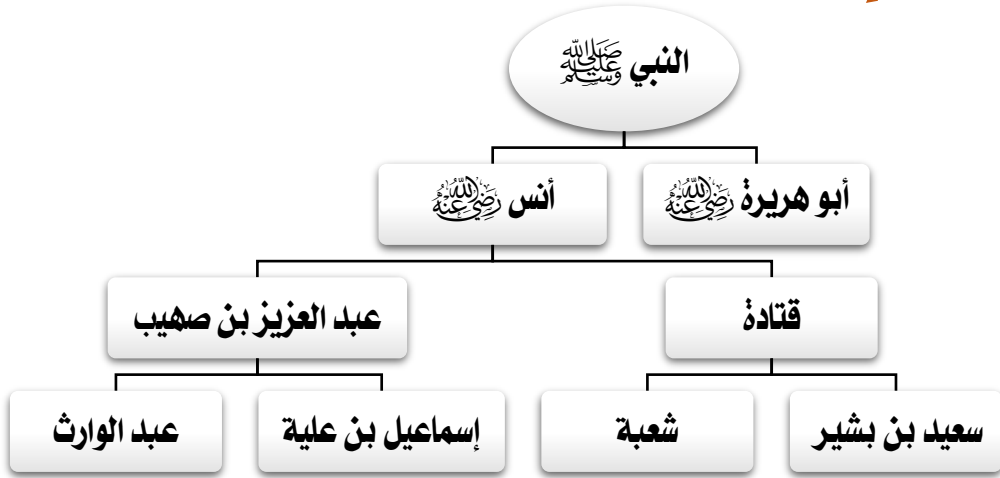 النبي ﷺ
أبو هريرة رضي الله عنه
أنس رضي الله عنه
قتادة
عبد العزيز بن صهيب
سعيد بن بشير
شعبة
إسماعيل بن علية
عبد الوارث